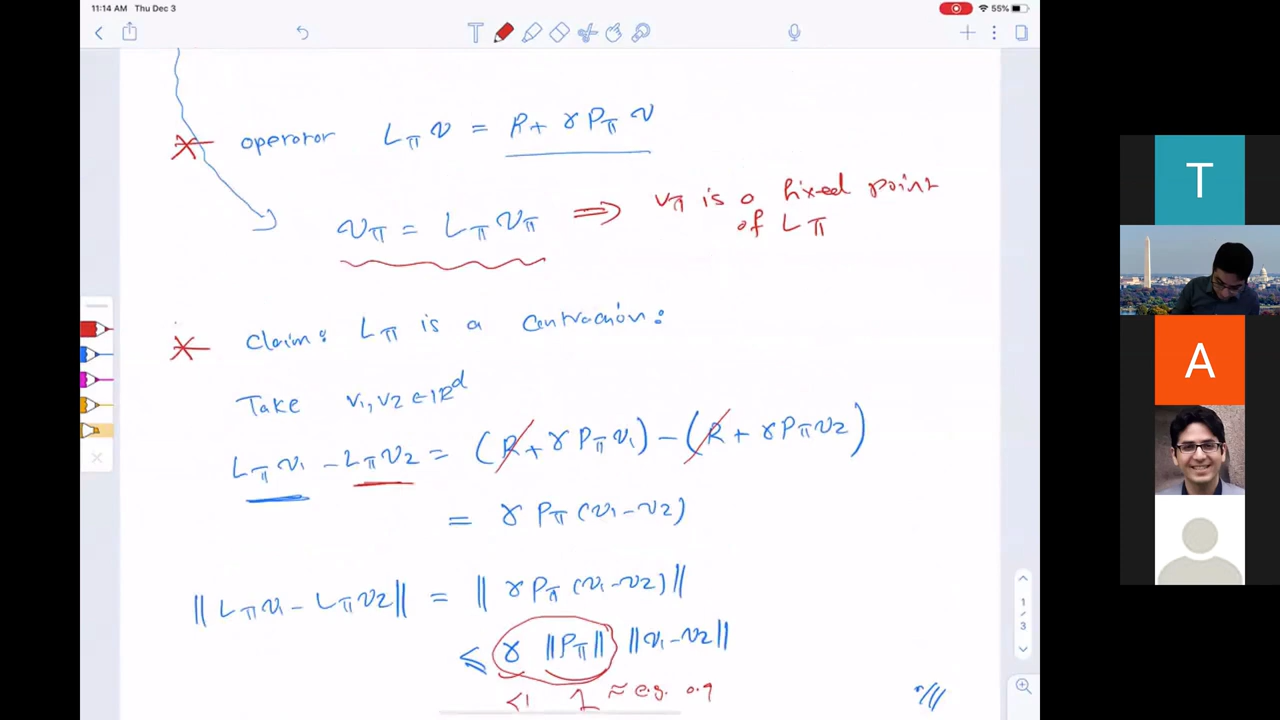 11:14 AM Thu Dec 3
55%
T
operator L_π v = R + γ P_π v
v_π = L_π v_π ⟹ v_π is a fixed point
of L_π
Claim: L_π is a contraction:
Take v1, v2 ∈ ℝ^d
L_π v1 - L_π v2 = (R + γ P_π v1) - (R + γ P_π v2)
= γ P_π (v1 - v2)
‖L_π v1 - L_π v2‖ = ‖γ P_π (v1 - v2)‖
≤ γ ‖P_π‖ ‖v1 - v2‖
<1 1 ≈ e.g. 0.9
1
/
3
T
A